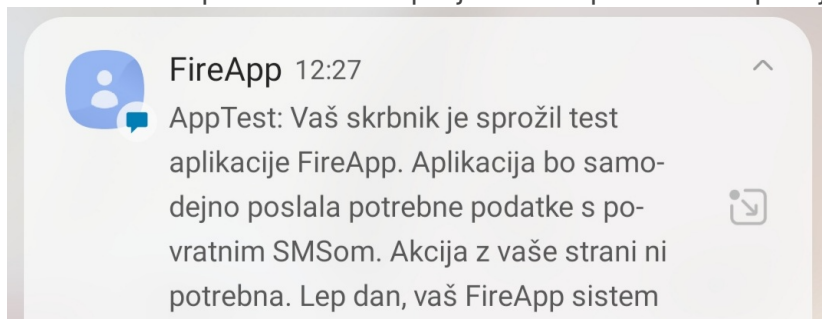 FireApp 12:27
AppTest: Vaš skrbnik je sprožil test
aplikacije FireApp. Aplikacija bo samo-
dejno poslala potrebne podatke s po-
vratnim SMSom. Akcija z vaše strani ni
potrebna. Lep dan, vaš FireApp sistem